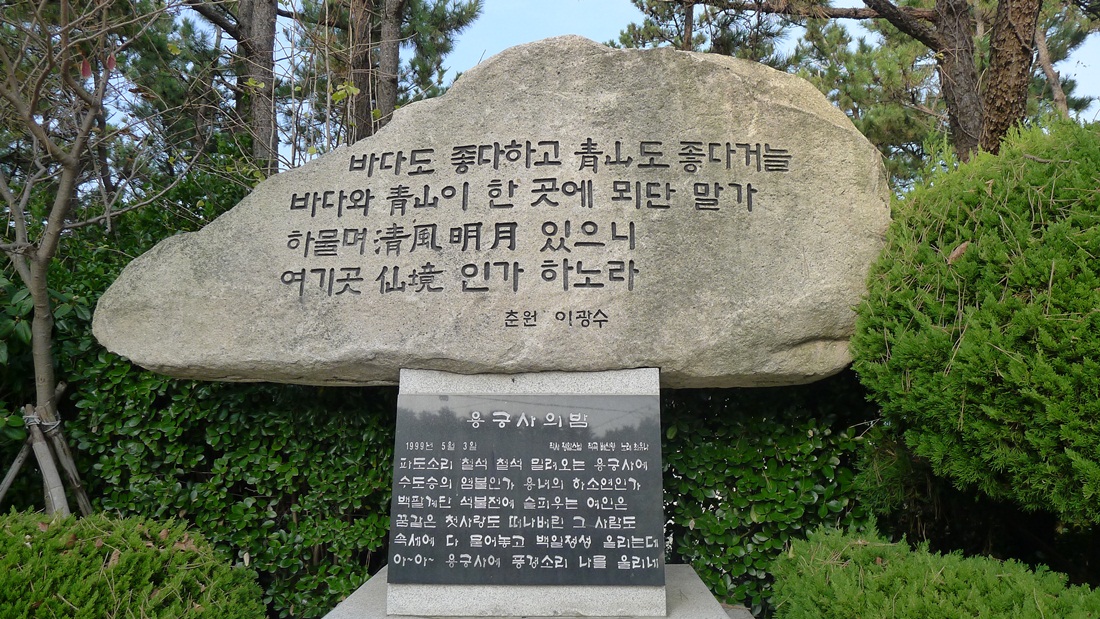 바다도 좋다하고 靑山도 좋다거늘
바다와 靑山이 한 곳에 뫼단 말가
하물며 淸風明月 있으니
여기곳 仙境 인가 하노라
춘원 이광수
용궁사의밤
1999년 5월 3일
파도소리 철석 철석 밀려오는 용궁사에
수도승의 염불인가 용녀의 하소연인가
백팔계단 석불전에 슬피우는 여인은
꿈같은 첫사랑도 떠나버린 그 사람도
속세에 다 묻어놓고 백일정성 올리는데
아-아- 용궁사에 풍경소리 나를 울리네